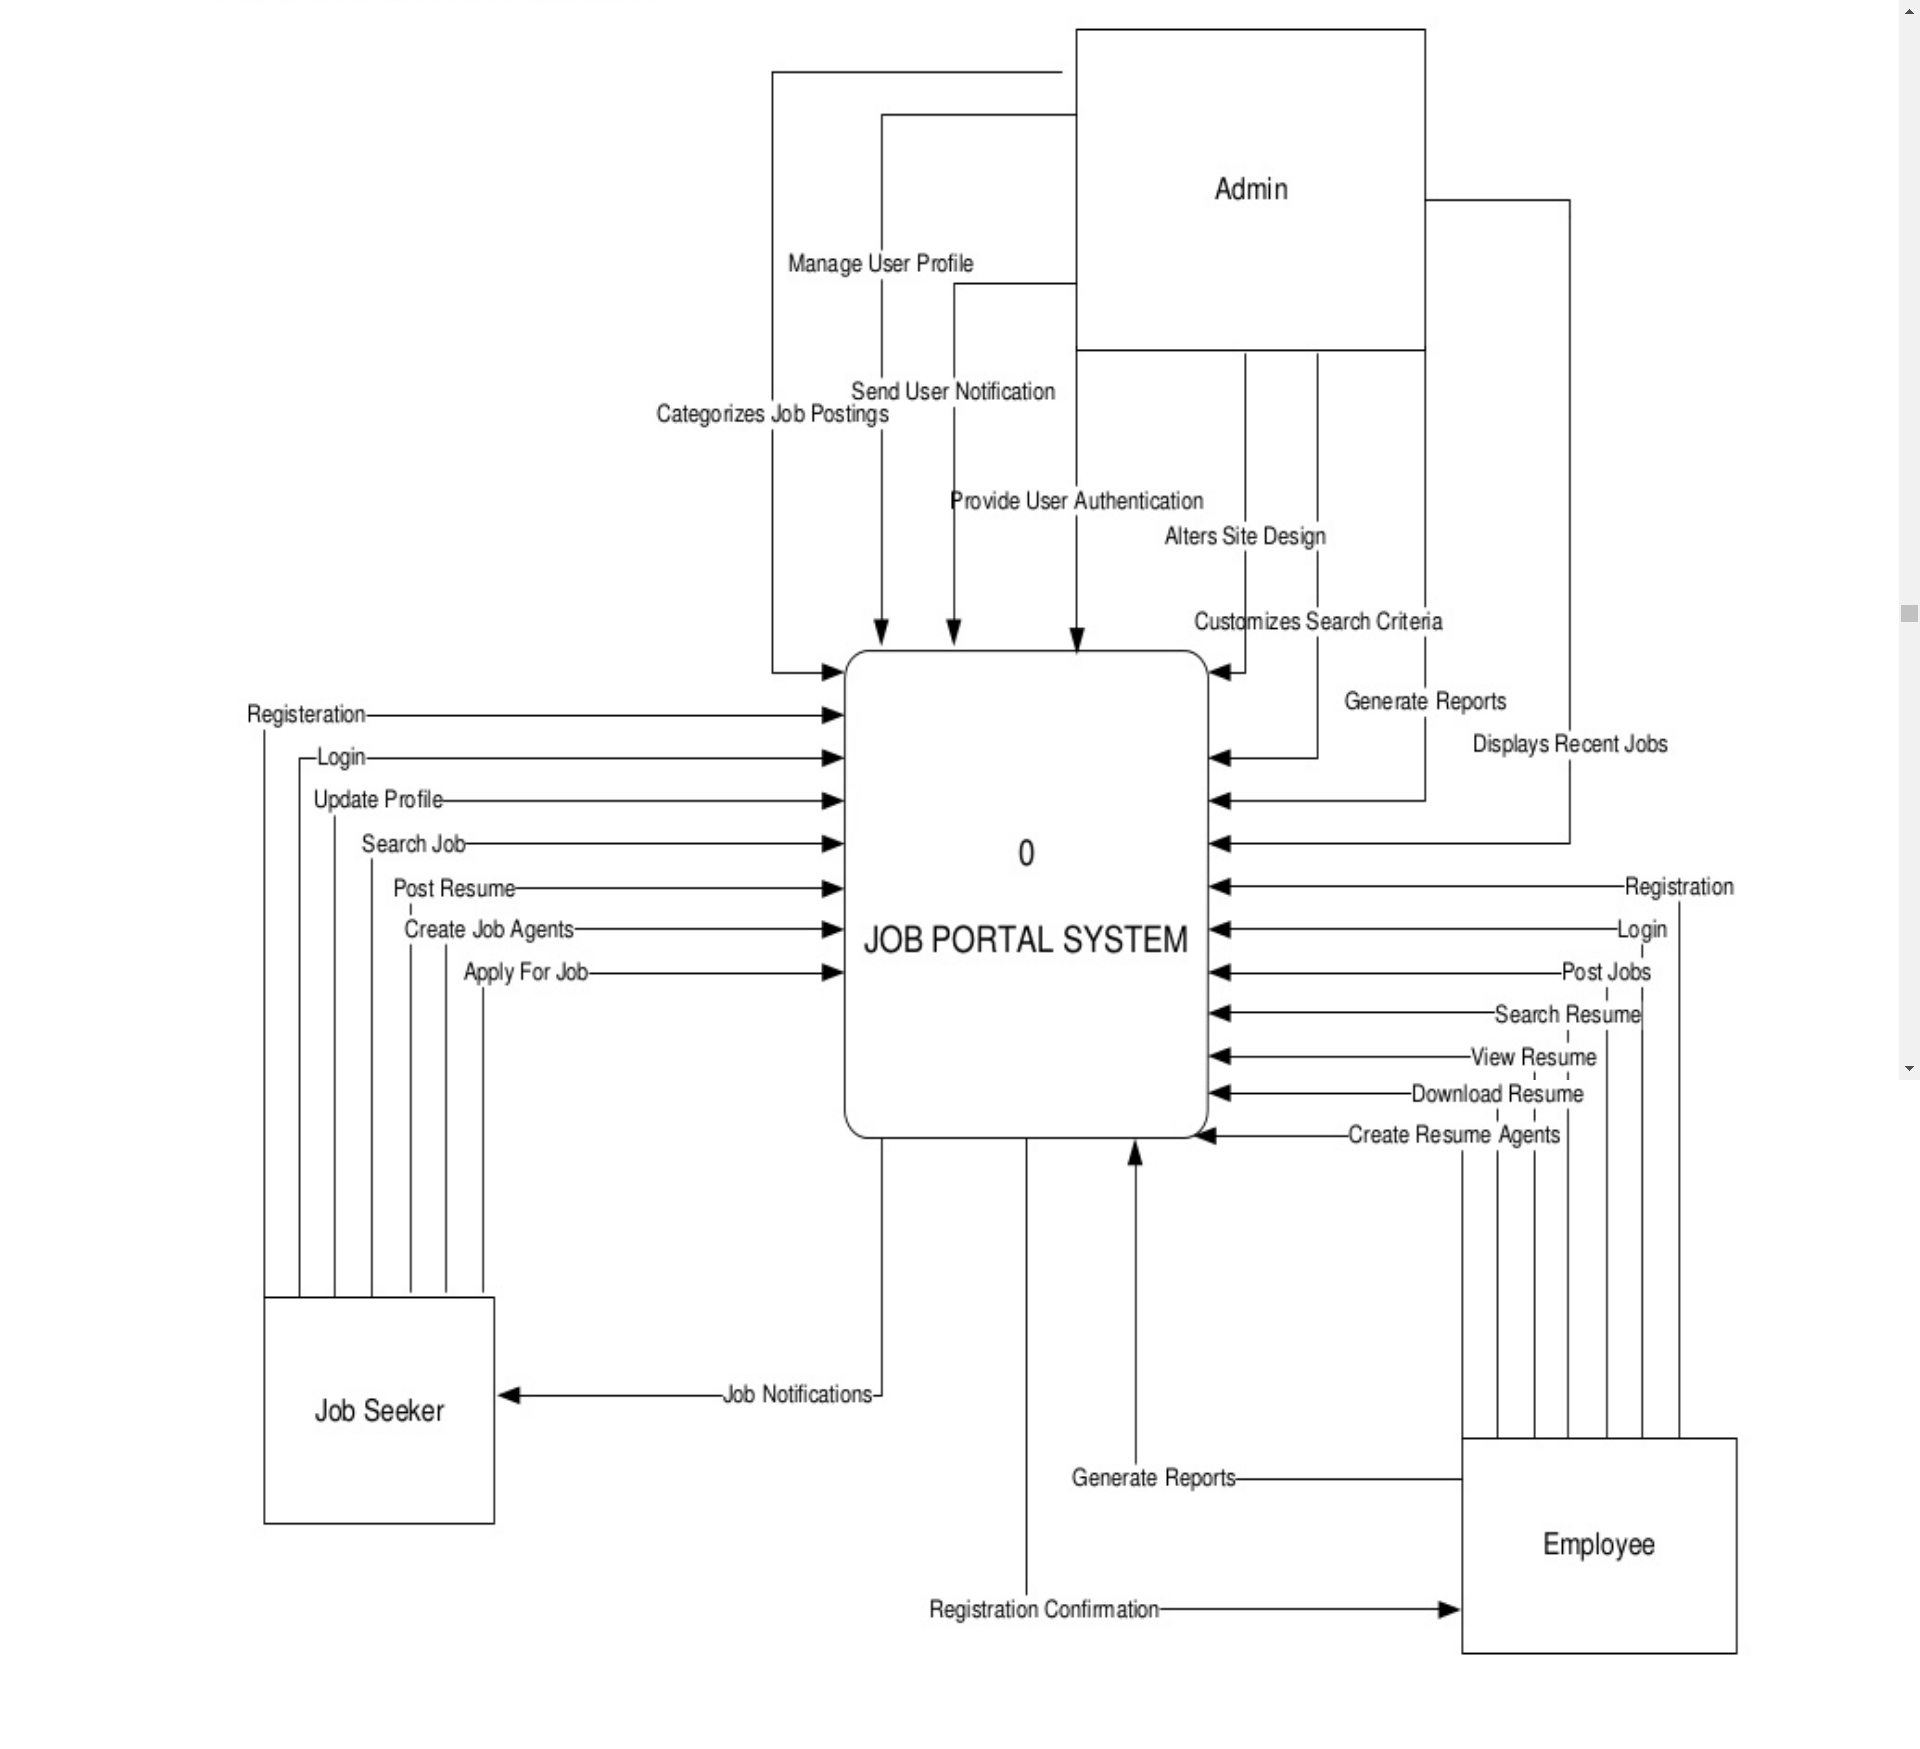 Admin
Manage User Profile
Send User Notification
Categorizes Job Postings
Provide User Authentication
Alters Site Design
Customizes Search Criteria
Generate Reports
Displays Recent Jobs
Registeration
Login
Update Profile
Search Job
Post Resume
Create Job Agents
Apply For Job
0
JOB PORTAL SYSTEM
Registration
Login
Post Jobs
Search Resume
View Resume
Download Resume
Create Resume Agents
Job Seeker
Job Notifications
Generate Reports
Employee
Registration Confirmation